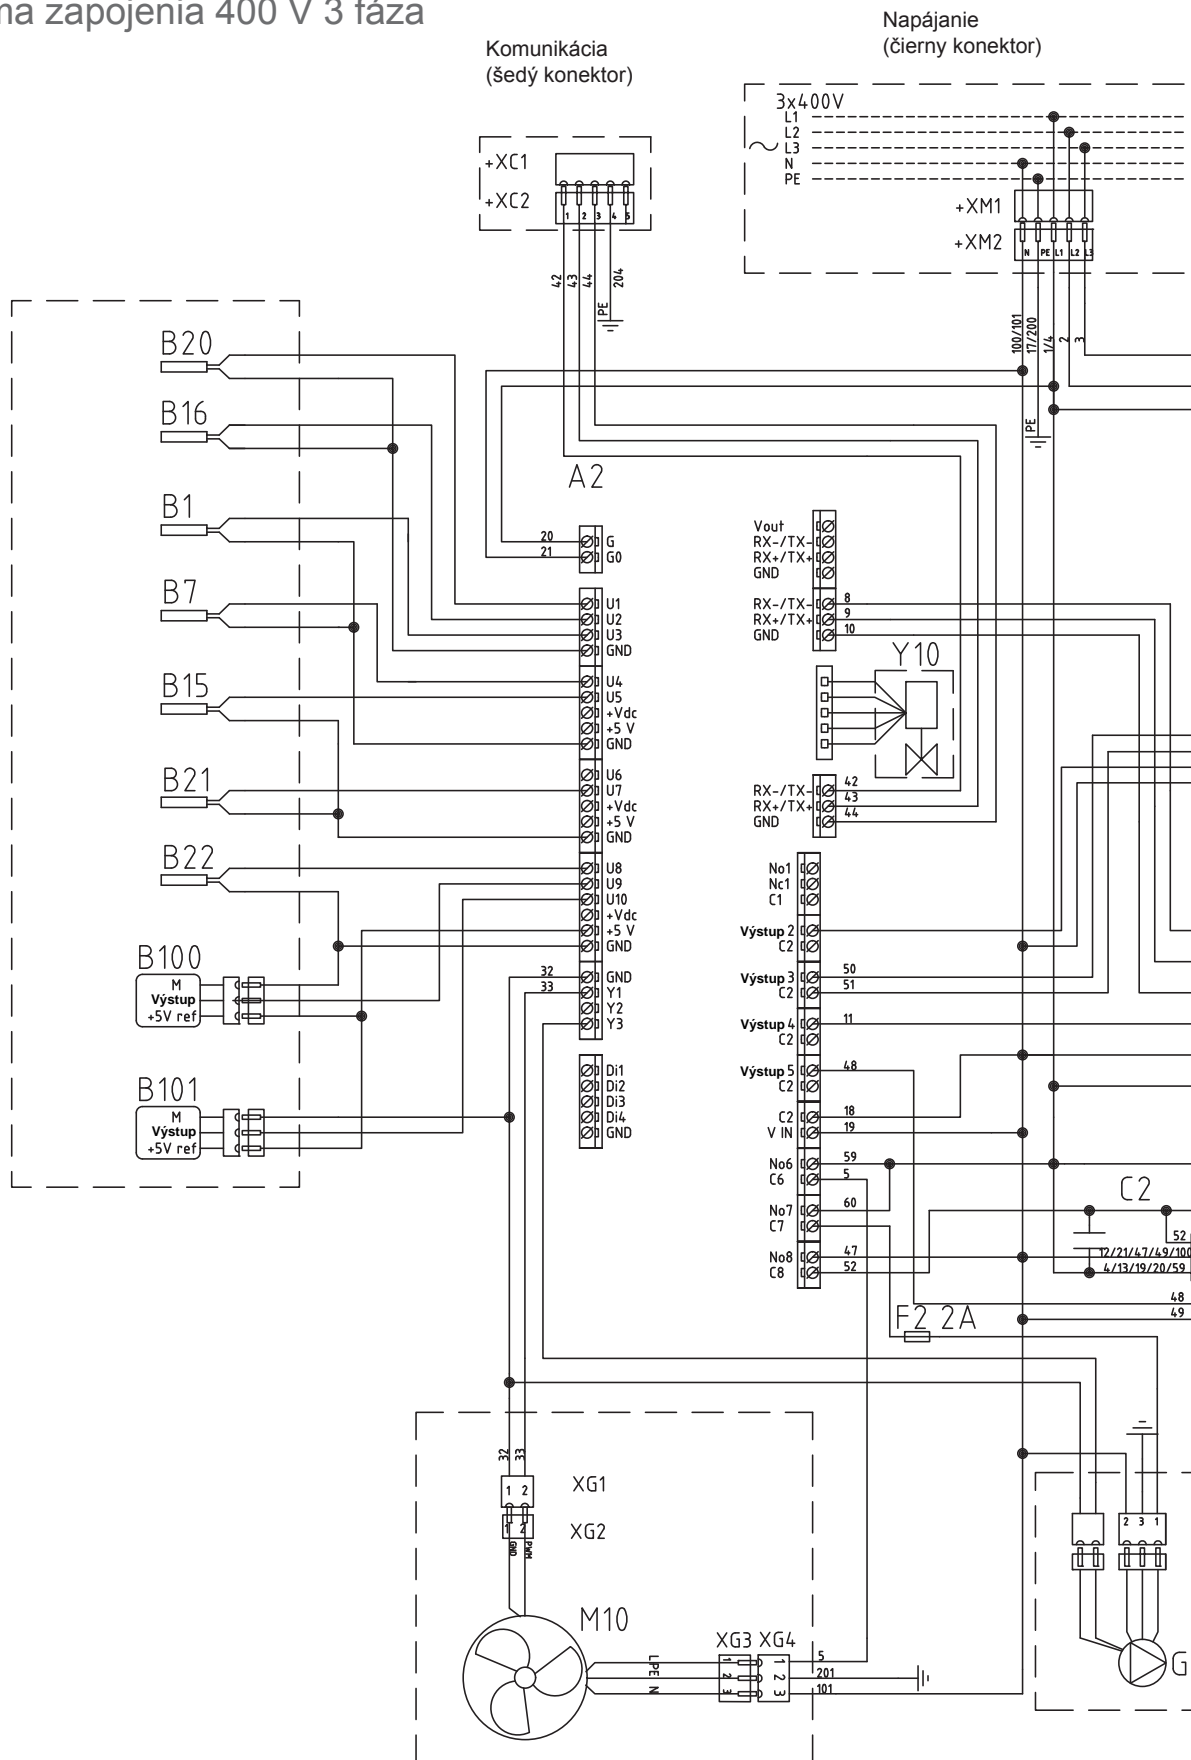 ma zapojenia 400 V 3 fáza
Komunikácia
(šedý konektor)
Napájanie
(čierny konektor)
3x400V
L1
L2
L3
N
PE
+XC1
+XC2
1 2 3 4 5
+XM1
+XM2
N PE L1 L2 L3
42 43 44 PE 204
100/101 17/200 1/4 2 3
PE
B20
B16
B1
B7
B15
B21
B22
B100
M
Výstup
+5V ref
B101
M
Výstup
+5V ref
A2
20 G
21 G0
U1
U2
U3
GND
U4
U5
+Vdc
+5 V
GND
U6
U7
+Vdc
+5 V
GND
U8
U9
U10
+Vdc
+5 V
GND
32 GND
33 Y1
Y2
Y3
Di1
Di2
Di3
Di4
GND
Vout
RX-/TX-
RX+/TX+
GND
RX-/TX- 8
RX+/TX+ 9
GND 10
Y10
RX-/TX- 42
RX+/TX+ 43
GND 44
No1
Nc1
C1
Výstup 2
C2
Výstup 3 50
C2 51
Výstup 4 11
C2
Výstup 5 48
C2
C2 18
V IN 19
No6 59
C6 5
No7 60
C7
No8 47
C8 52
C2
52
12/21/47/49/100
4/13/19/20/59
48
49
F2 2A
32 33
1 2
XG1
1 2
XG2
GND PWM
M10
L PE N
XG3 XG4
1 1 5
2 2 201
3 3 101
2 3 1
G